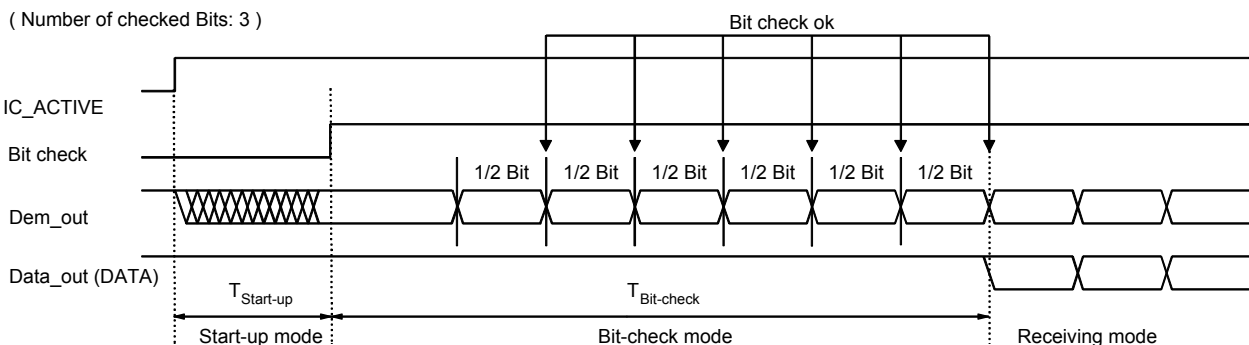 ( Number of checked Bits: 3 )
Bit check ok
IC_ACTIVE
Bit check
1/2 Bit 1/2 Bit 1/2 Bit 1/2 Bit 1/2 Bit 1/2 Bit
Dem_out
Data_out (DATA)
TStart-up TBit-check
Start-up mode Bit-check mode Receiving mode